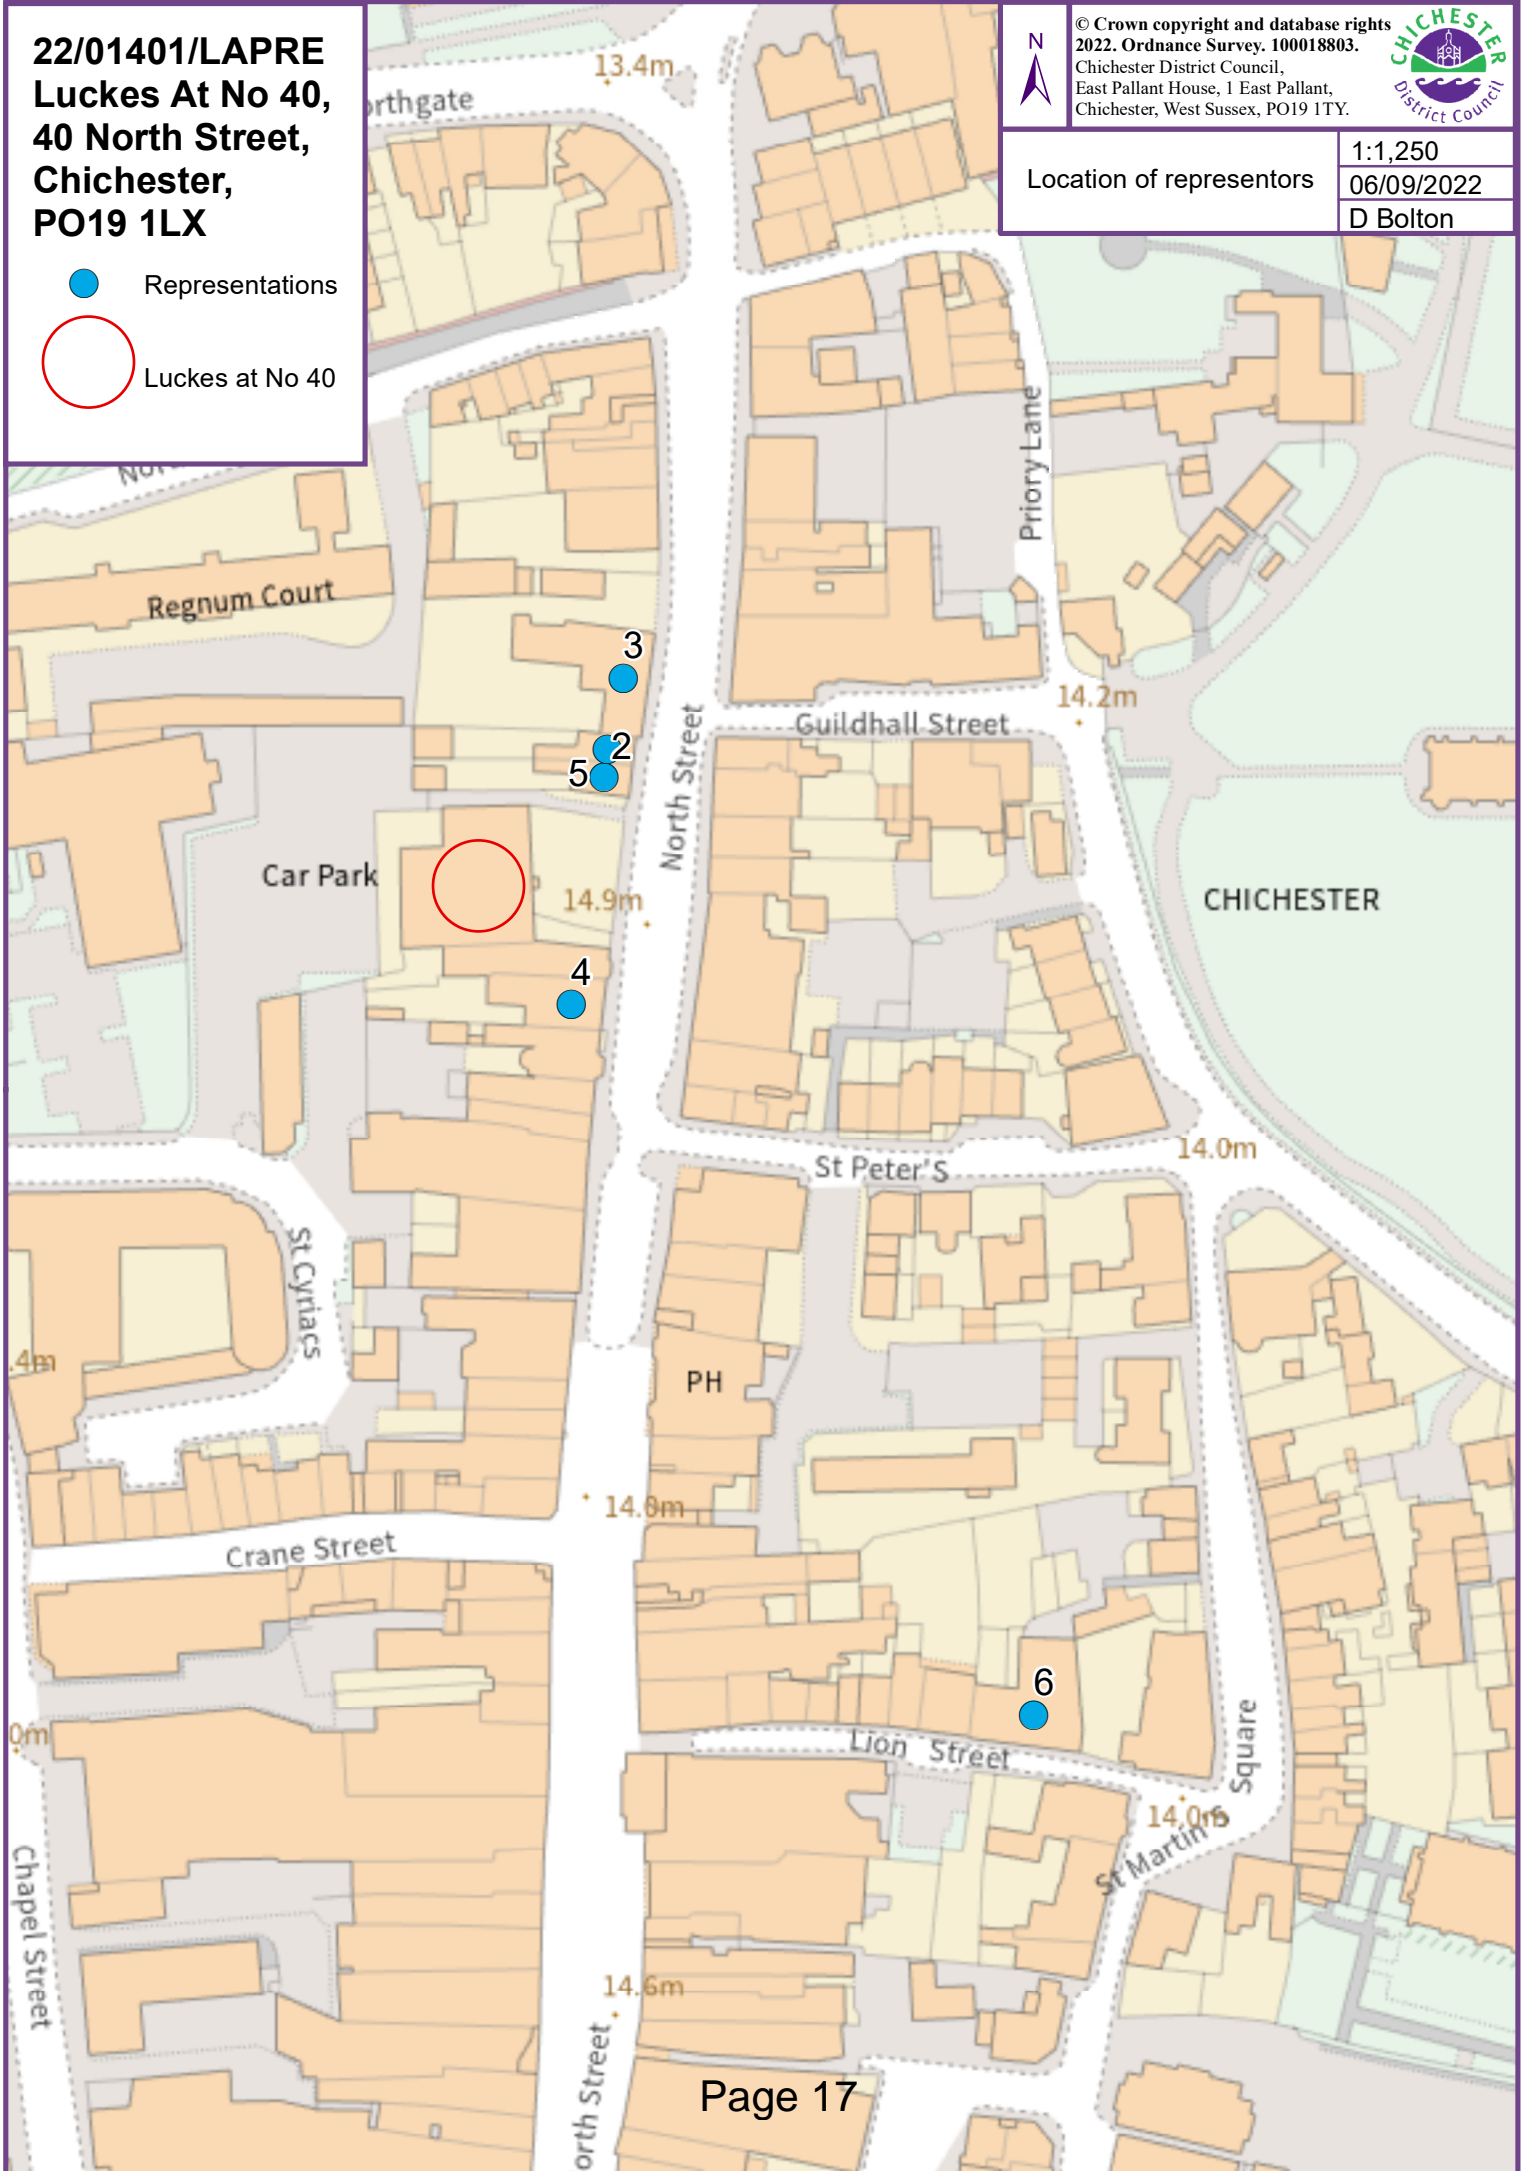 22/01401/LAPRE
Luckes At No 40,
40 North Street,
Chichester,
PO19 1LX
Representations
Luckes at No 40
N
© Crown copyright and database rights
2022. Ordnance Survey. 100018803.
Chichester District Council,
East Pallant House, 1 East Pallant,
Chichester, West Sussex, PO19 1TY.
CHICHESTER
District Council
Location of representors
1:1,250
06/09/2022
D Bolton
13.4m
orthgate
Priory Lane
Regnum Court
3
14.2m
Guildhall Street
2
5
North Street
Car Park
14.9m
CHICHESTER
4
14.0m
St Peter'S
St Cyriacs
.4m
PH
Crane Street
6
0m
Lion Street
St Martin'S Square
14.0m
Chapel Street
14.6m
orth Street
Page 17